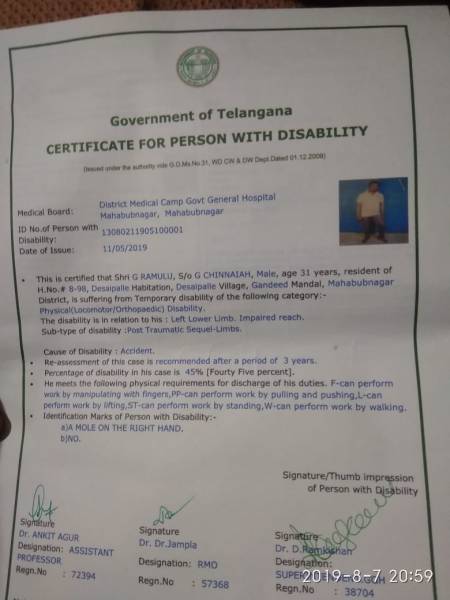 Government of Telangana
CERTIFICATE FOR PERSON WITH DISABILITY
(Issued under the authority vide G.O.Ms.No.31, WD CW & DW Dept.Dated 01.12.2009)
Medical Board: District Medical Camp Govt General Hospital
Mahabubnagar, Mahabubnagar
ID No.of Person with
Disability: 13080211905100001
Date of Issue: 11/05/2019
This is certified that Shri G RAMULU, S/o G CHINNAIAH, Male, age 31 years, resident of
H.No.# 8-98, Desaipalle Habitation, Desaipalle Village, Gandeed Mandal, Mahabubnagar
District, is suffering from Temporary disability of the following category:-
Physical(Locomotor/Orthopaedic) Disability.
The disability is in relation to his : Left Lower Limb. Impaired reach.
Sub-type of disability :Post Traumatic Sequel-Limbs.
Cause of Disability : Accident.
Re-assessment of this case is recommended after a period of 3 years.
Percentage of disability in his case is 45% [Fourty Five percent].
He meets the following physical requirements for discharge of his duties. F-can perform
work by manipulating with fingers,PP-can perform work by pulling and pushing,L-can
perform work by lifting,ST-can perform work by standing,W-can perform work by walking.
Identification Marks of Person with Disability:-
a)A MOLE ON THE RIGHT HAND.
b)NO.
Signature/Thumb impression
of Person with Disability
Signature
Dr. ANKIT AGUR
Designation: ASSISTANT
PROFESSOR
Regn.No : 72394
Signature
Dr. Dr.Jampla
Designation: RMO
Regn.No : 57368
Signature
Dr. D.Ramkishan
Designation:
Regn.No : 38704
2019-8-7 20:59